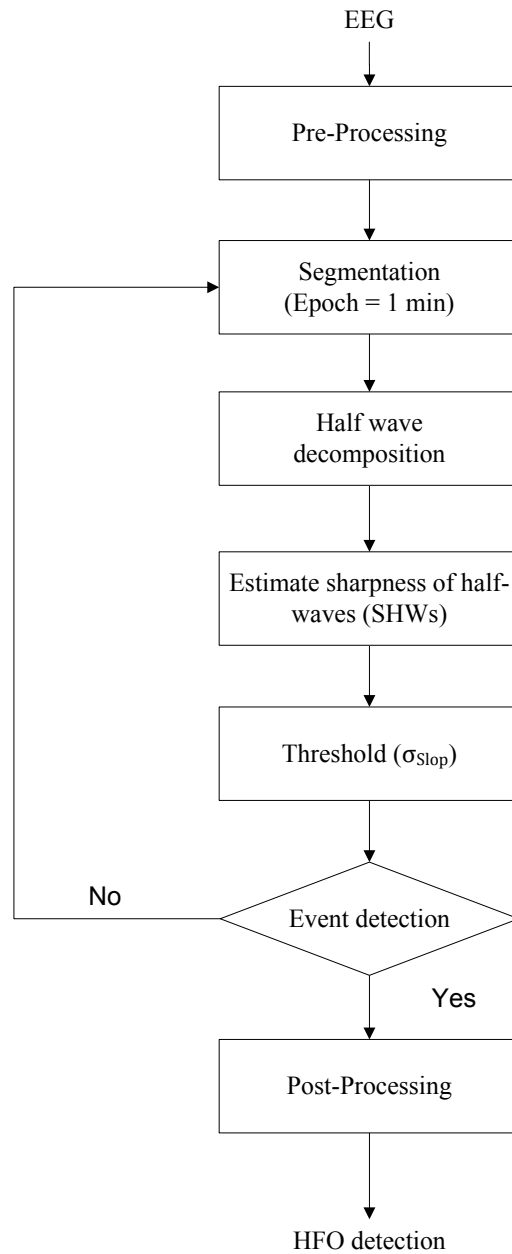 EEG
Pre-Processing
Segmentation
(Epoch = 1 min)
Half wave
decomposition
Estimate sharpness of half-
waves (SHWs)
Threshold (σSlop)
No
Event detection
Yes
Post-Processing
HFO detection